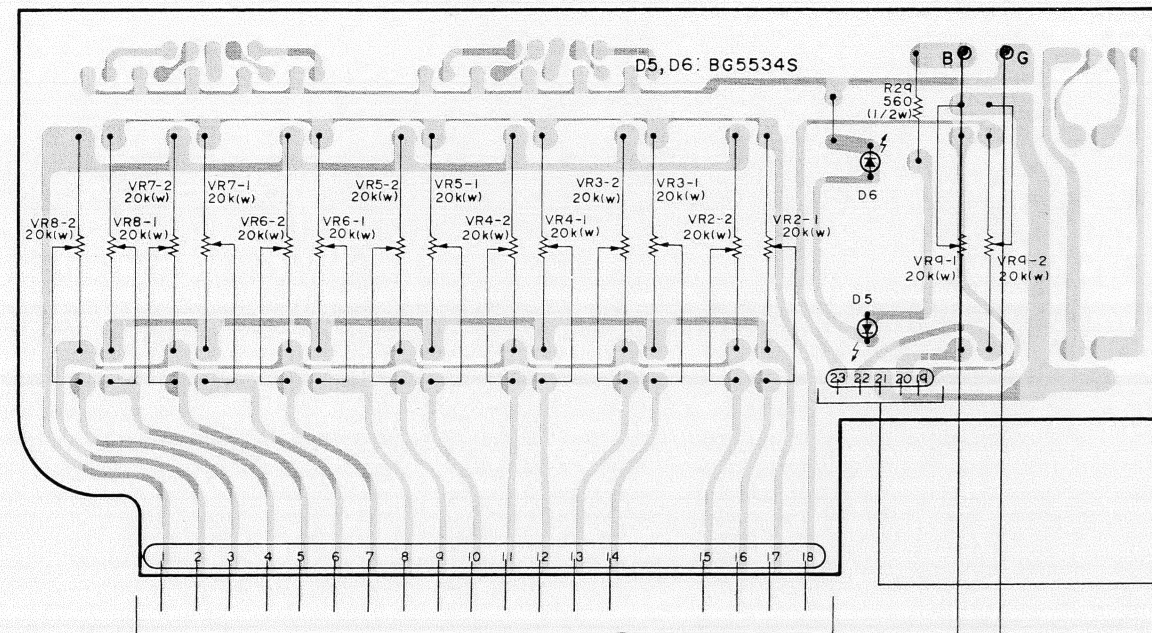 B G
D5, D6: BG5534S
R29
560
(1/2W)
D6
VR7-2
20k(w)
VR7-1
20k(w)
VR5-2
20k(w)
VR5-1
20k(w)
VR3-2
20k(w)
VR3-1
20k(w)
VR8-2
20k(w)
VR8-1
20k(w)
VR6-2
20k(w)
VR6-1
20k(w)
VR4-2
20k(w)
VR4-1
20k(w)
VR2-2
20k(w)
VR2-1
20k(w)
VR9-1
20k(w)
VR9-2
20k(w)
D5
23 22 21 20 19
1 2 3 4 5 6 7 8 9 10 11 12 13 14 15 16 17 18